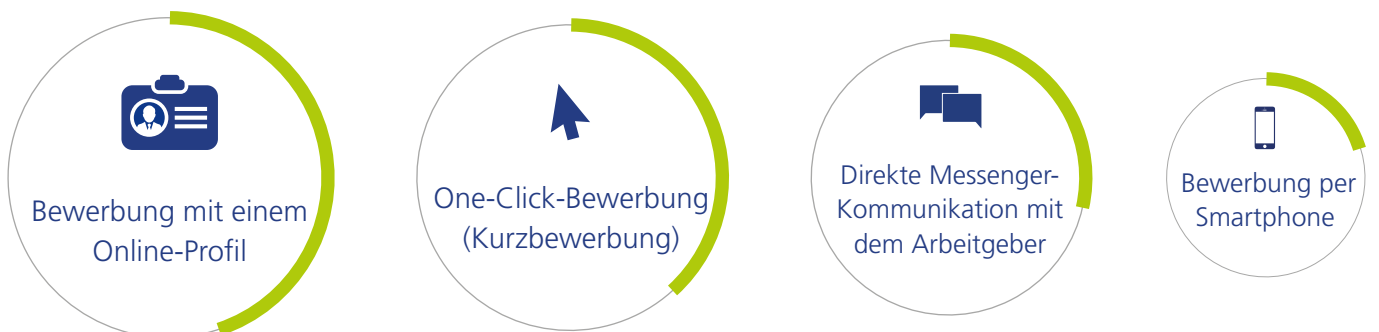 Bewerbung mit einem
Online-Profil
One-Click-Bewerbung
(Kurzbewerbung)
Direkte Messenger-
Kommunikation mit
dem Arbeitgeber
Bewerbung per
Smartphone